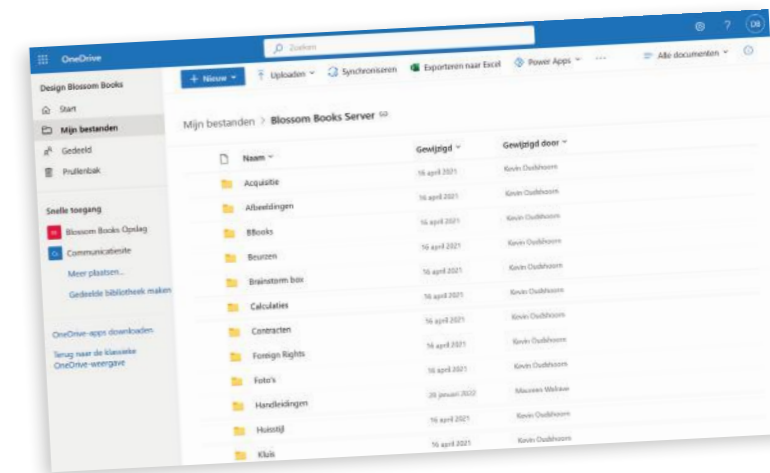 OneDrive
Zoeken
? DB
Design Blossom Books
Start
Mijn bestanden
Gedeeld
Prullenbak
Snelle toegang
Blossom Books Opslag
Communicatiesite
Meer plaatsen...
Gedeelde bibliotheek maken
OneDrive-apps downloaden
Terug naar de klassieke
OneDrive-weergave
+ Nieuw Uploaden Synchroniseren Exporteren naar Excel Power Apps ... Alle documenten
Mijn bestanden > Blossom Books Server
Naam Gewijzigd Gewijzigd door
Acquisitie 16 april 2021 Kevin Oudshoorn
Afbeeldingen 16 april 2021 Kevin Oudshoorn
BBooks 16 april 2021 Kevin Oudshoorn
Beurzen 16 april 2021 Kevin Oudshoorn
Brainstorm box 16 april 2021 Kevin Oudshoorn
Calculaties 16 april 2021 Kevin Oudshoorn
Contracten 16 april 2021 Kevin Oudshoorn
Foreign Rights 16 april 2021 Kevin Oudshoorn
Foto's 16 april 2021 Kevin Oudshoorn
Handleidingen 28 januari 2022 Maureen
Huisstijl 16 april 2021 Kevin Oudshoorn
Kluis 16 april 2021 Kevin Oudshoorn